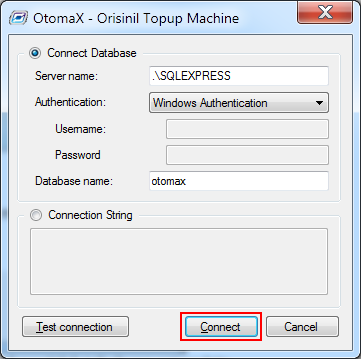 OtomaX - Orisinil Topup Machine
Connect Database
Server name: .\SQLEXPRESS
Authentication: Windows Authentication
Username:
Password
Database name: otomax
Connection String
Test connection Connect Cancel